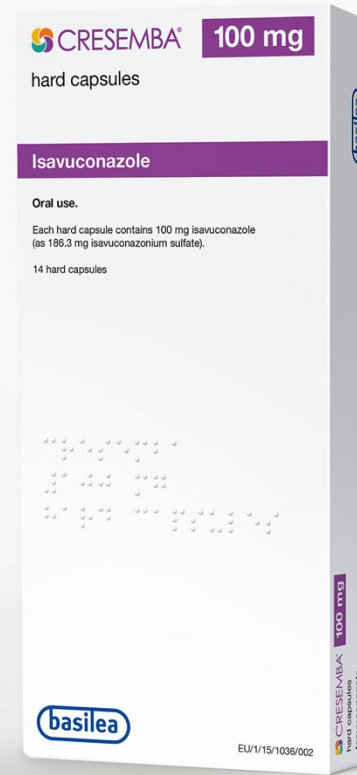 CRESEMBA® 100 mg
hard capsules
Isavuconazole
Oral use.
Each hard capsule contains 100 mg isavuconazole
(as 186.3 mg isavuconazonium sulfate).
14 hard capsules
basilea
EU/1/15/1036/002
basilea
CRESEMBA® 100 mg
hard capsules